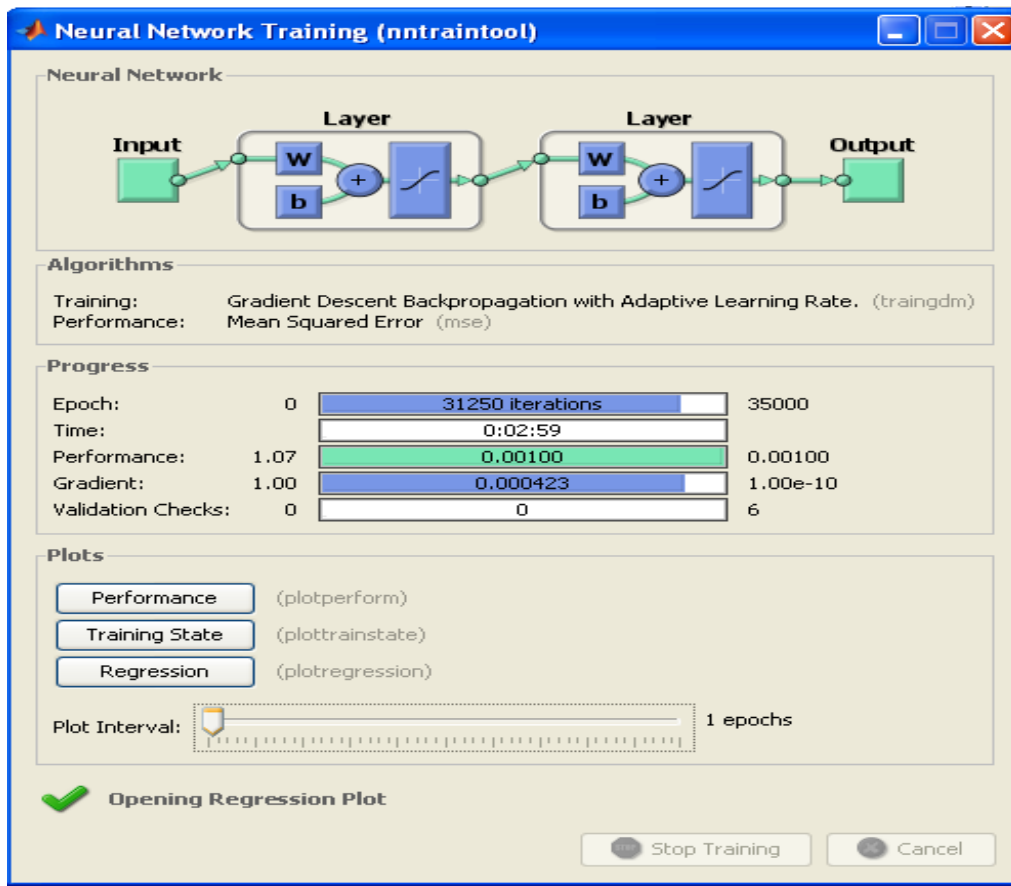 Neural Network Training (nntraintool)
Neural Network
Layer Layer
Input Output
W W
+ +
b b
Algorithms
Training: Gradient Descent Backpropagation with Adaptive Learning Rate. (traingdm)
Performance: Mean Squared Error (mse)
Progress
Epoch: 0 31250 iterations 35000
Time: 0:02:59
Performance: 1.07 0.00100 0.00100
Gradient: 1.00 0.000423 1.00e-10
Validation Checks: 0 0 6
Plots
Performance (plotperform)
Training State (plottrainstate)
Regression (plotregression)
Plot Interval: 1 epochs
Opening Regression Plot
Stop Training Cancel